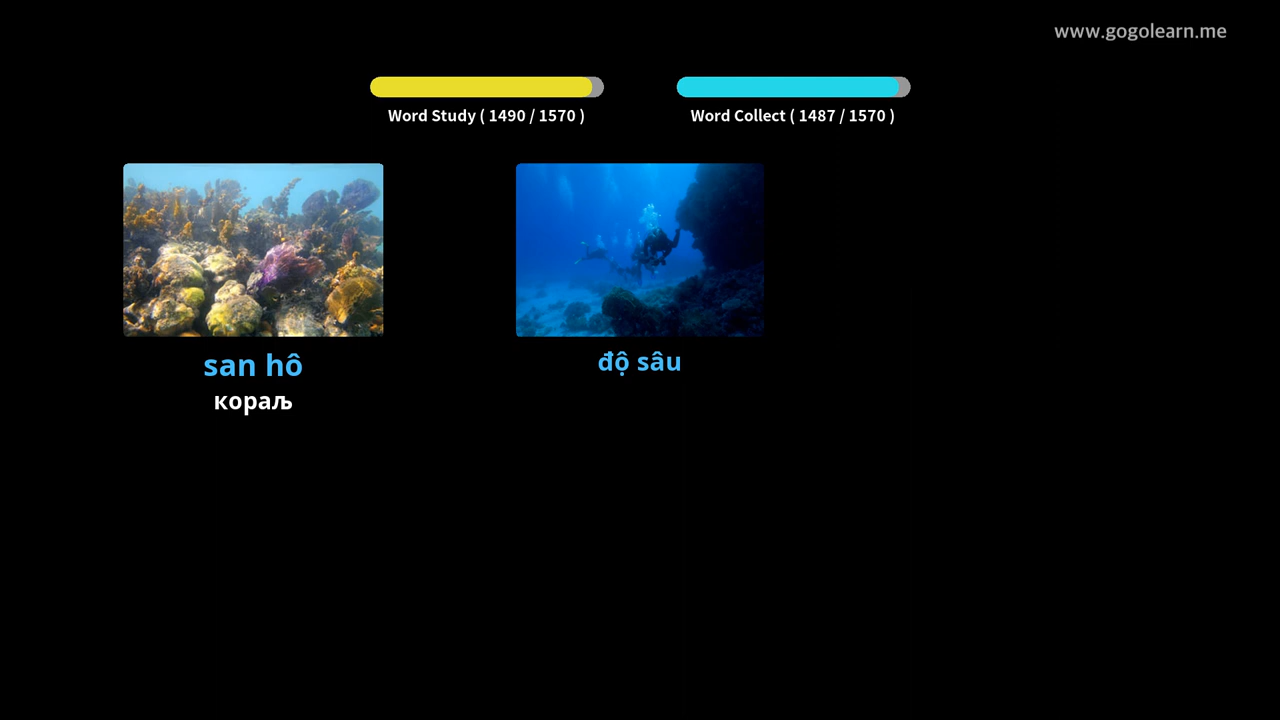 www.gogolearn.me
Word Study ( 1490 / 1570 )
Word Collect ( 1487 / 1570 )
san hô
кораљ
độ sâu